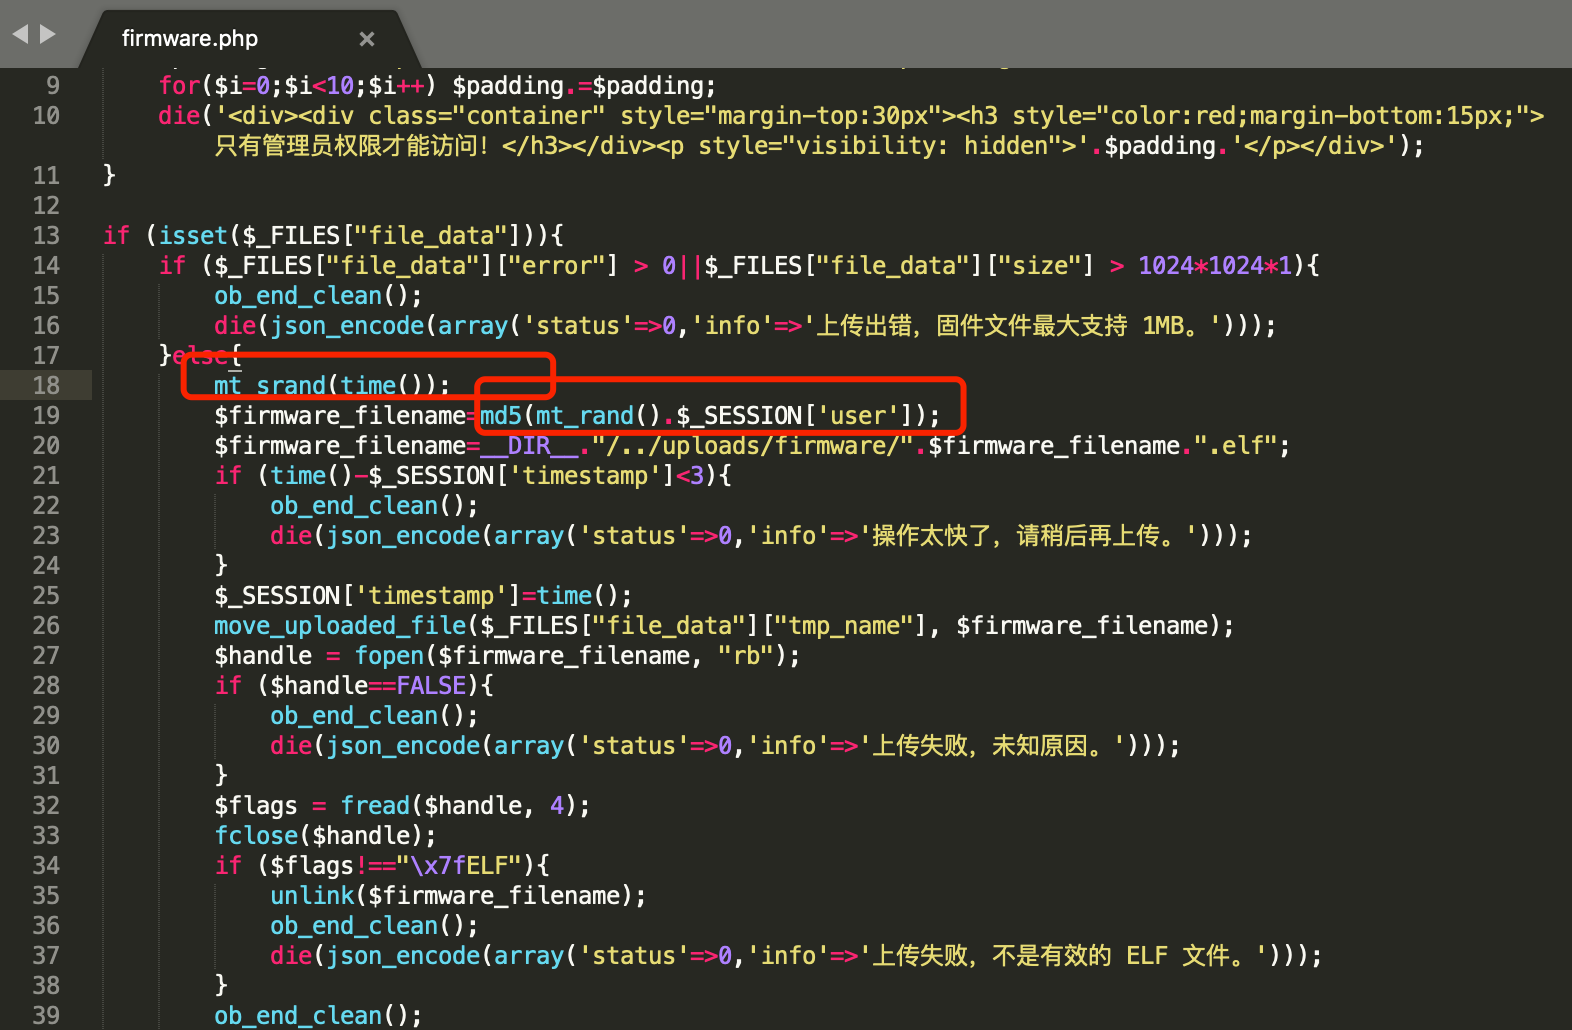 firmware.php
9 for($i=0;$i<10;$i++) $padding.=$padding;
10 die('<div><div class="container" style="margin-top:30px"><h3 style="color:red;margin-bottom:15px;">
只有管理员权限才能访问！</h3></div><p style="visibility: hidden">'.$padding.'</p></div>');
11 }
12
13 if (isset($_FILES["file_data"])){
14 if ($_FILES["file_data"]["error"] > 0||$_FILES["file_data"]["size"] > 1024*1024*1){
15 ob_end_clean();
16 die(json_encode(array('status'=>0,'info'=>'上传出错，固件文件最大支持 1MB。')));
17 }else{
18 mt_srand(time());
19 $firmware_filename=md5(mt_rand().$_SESSION['user']);
20 $firmware_filename=__DIR__."/../uploads/firmware/".$firmware_filename.".elf";
21 if (time()-$_SESSION['timestamp']<3){
22 ob_end_clean();
23 die(json_encode(array('status'=>0,'info'=>'操作太快了，请稍后再上传。')));
24 }
25 $_SESSION['timestamp']=time();
26 move_uploaded_file($_FILES["file_data"]["tmp_name"], $firmware_filename);
27 $handle = fopen($firmware_filename, "rb");
28 if ($handle==FALSE){
29 ob_end_clean();
30 die(json_encode(array('status'=>0,'info'=>'上传失败，未知原因。')));
31 }
32 $flags = fread($handle, 4);
33 fclose($handle);
34 if ($flags!=="\x7fELF"){
35 unlink($firmware_filename);
36 ob_end_clean();
37 die(json_encode(array('status'=>0,'info'=>'上传失败，不是有效的 ELF 文件。')));
38 }
39 ob_end_clean();